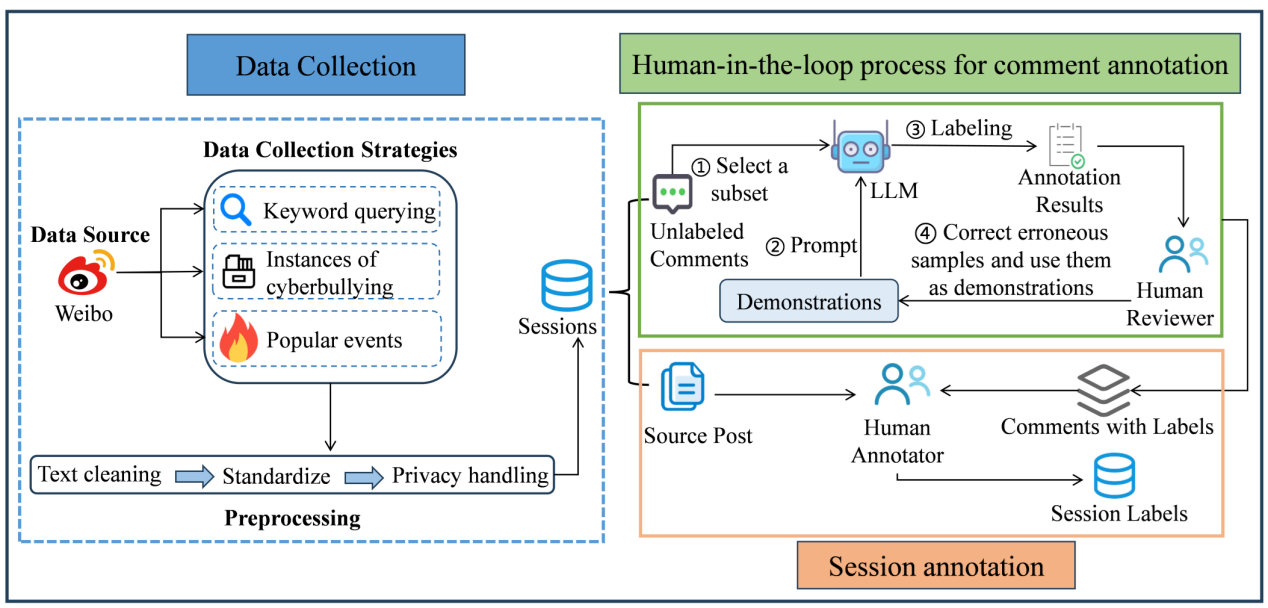 Data Collection
Data Collection Strategies
Data Source
Weibo
Keyword querying
Instances of
cyberbullying
Popular events
Text cleaning
Standardize
Privacy handling
Preprocessing
Sessions
Human-in-the-loop process for comment annotation
① Select a
subset
Unlabeled
Comments
② Prompt
LLM
③ Labeling
Annotation
Results
④ Correct erroneous
samples and use them
as demonstrations
Demonstrations
Human
Reviewer
Source Post
Human
Annotator
Comments with Labels
Session Labels
Session annotation